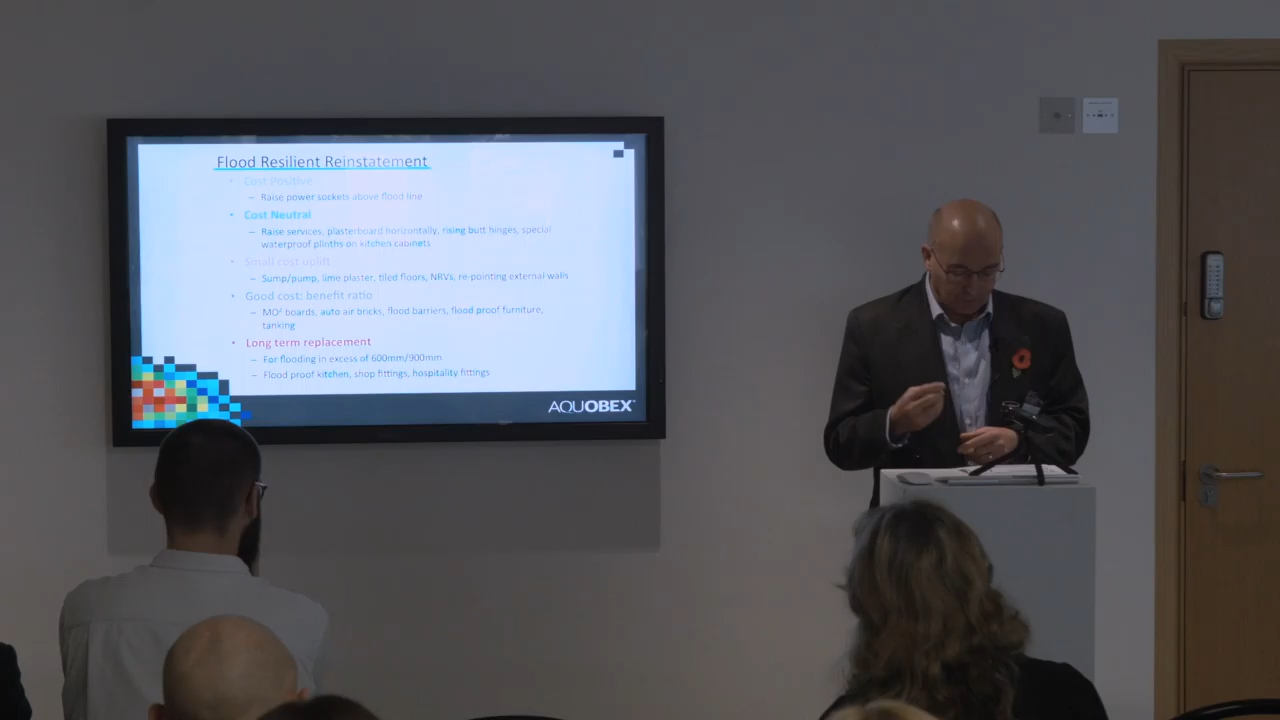 Flood Resilient Reinstatement
• Cost Positive
– Raise power sockets above flood line
• Cost Neutral
– Raise services, plasterboard horizontally, rising butt hinges, special
waterproof plinths on kitchen cabinets
• Small cost uplift
– Sump/pump, lime plaster, tiled floors, NRVs, re-pointing external walls
• Good cost: benefit ratio
– MO² boards, auto air bricks, flood barriers, flood proof furniture,
tanking
• Long term replacement
– For flooding in excess of 600mm/900mm
– Flood proof kitchen, shop fittings, hospitality fittings
AQUOBEX™